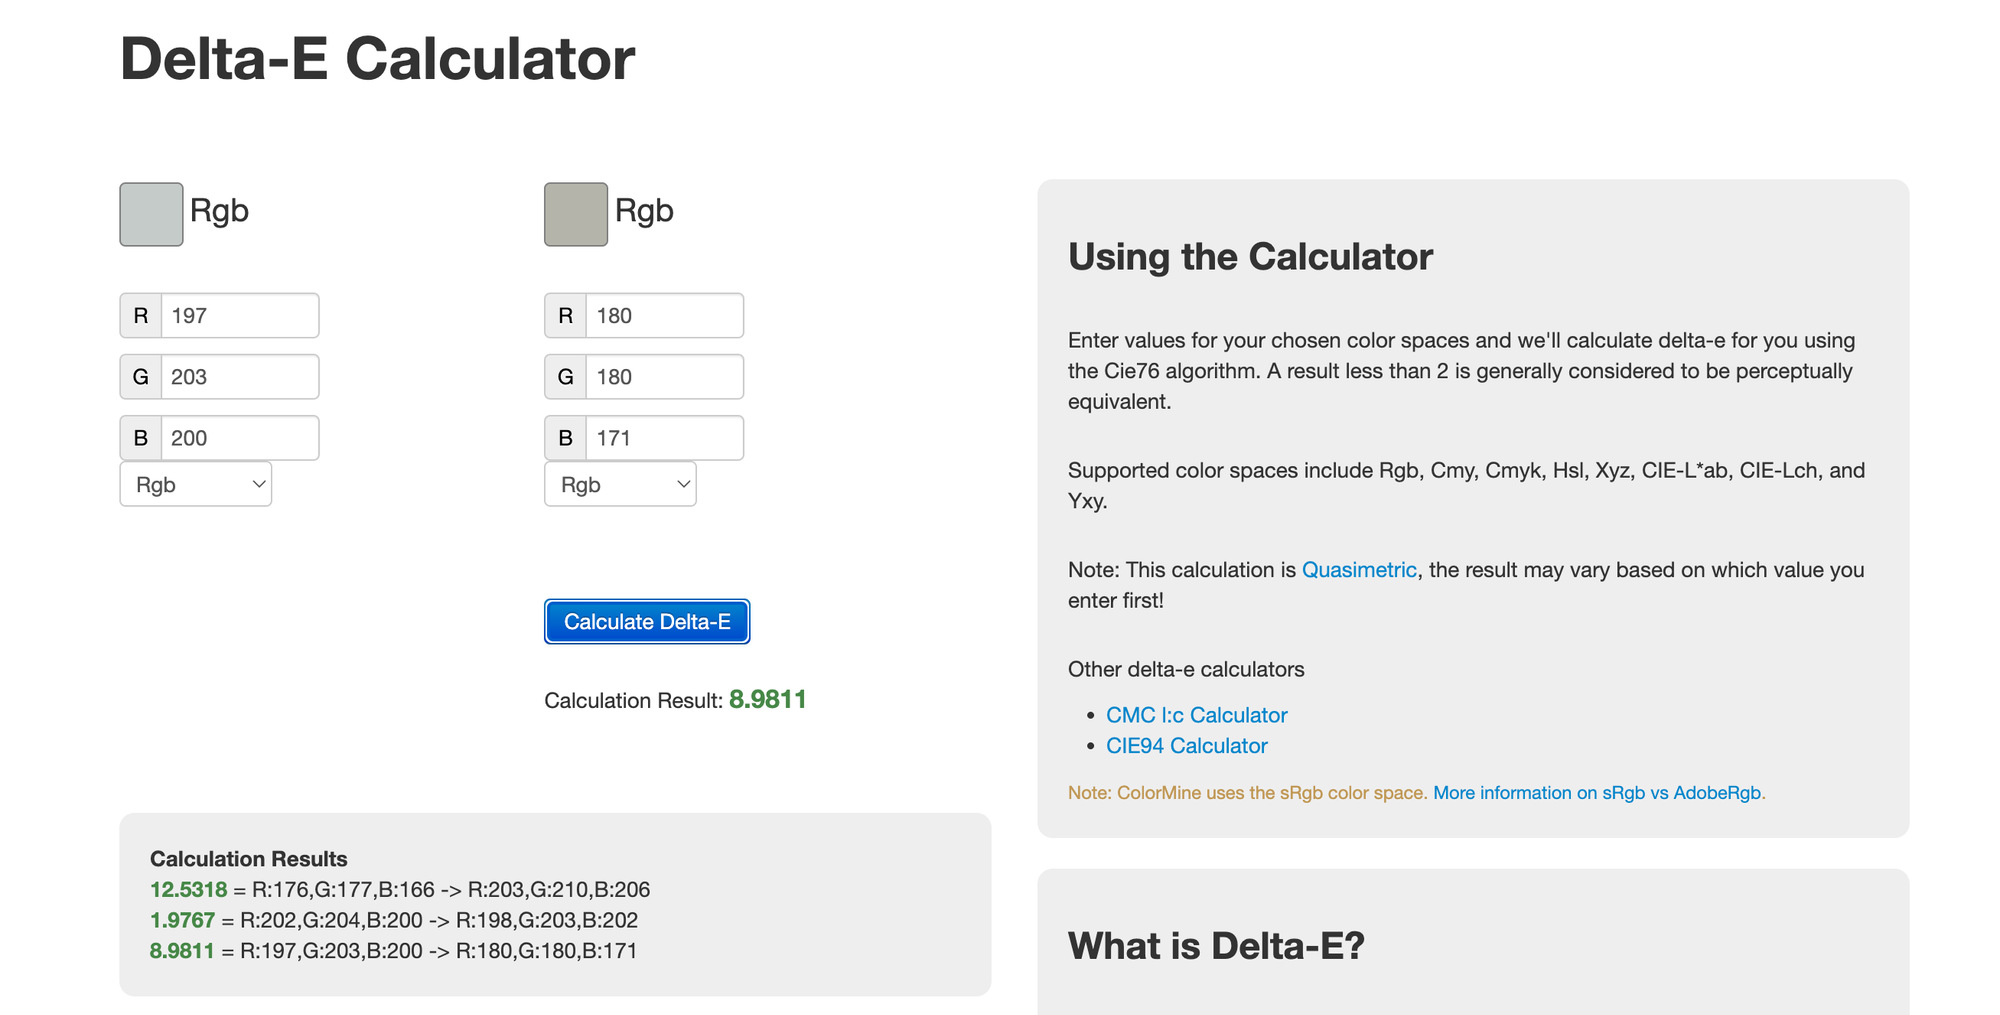 Delta-E Calculator
Rgb
R 197
G 203
B 200
Rgb
Rgb
R 180
G 180
B 171
Rgb
Calculate Delta-E
Calculation Result: 8.9811
Calculation Results
12.5318 = R:176,G:177,B:166 -> R:203,G:210,B:206
1.9767 = R:202,G:204,B:200 -> R:198,G:203,B:202
8.9811 = R:197,G:203,B:200 -> R:180,G:180,B:171
Using the Calculator
Enter values for your chosen color spaces and we'll calculate delta-e for you using
the Cie76 algorithm. A result less than 2 is generally considered to be perceptually
equivalent.
Supported color spaces include Rgb, Cmy, Cmyk, Hsl, Xyz, CIE-L*ab, CIE-Lch, and
Yxy.
Note: This calculation is Quasimetric, the result may vary based on which value you
enter first!
Other delta-e calculators
• CMC l:c Calculator
• CIE94 Calculator
Note: ColorMine uses the sRgb color space. More information on sRgb vs AdobeRgb.
What is Delta-E?